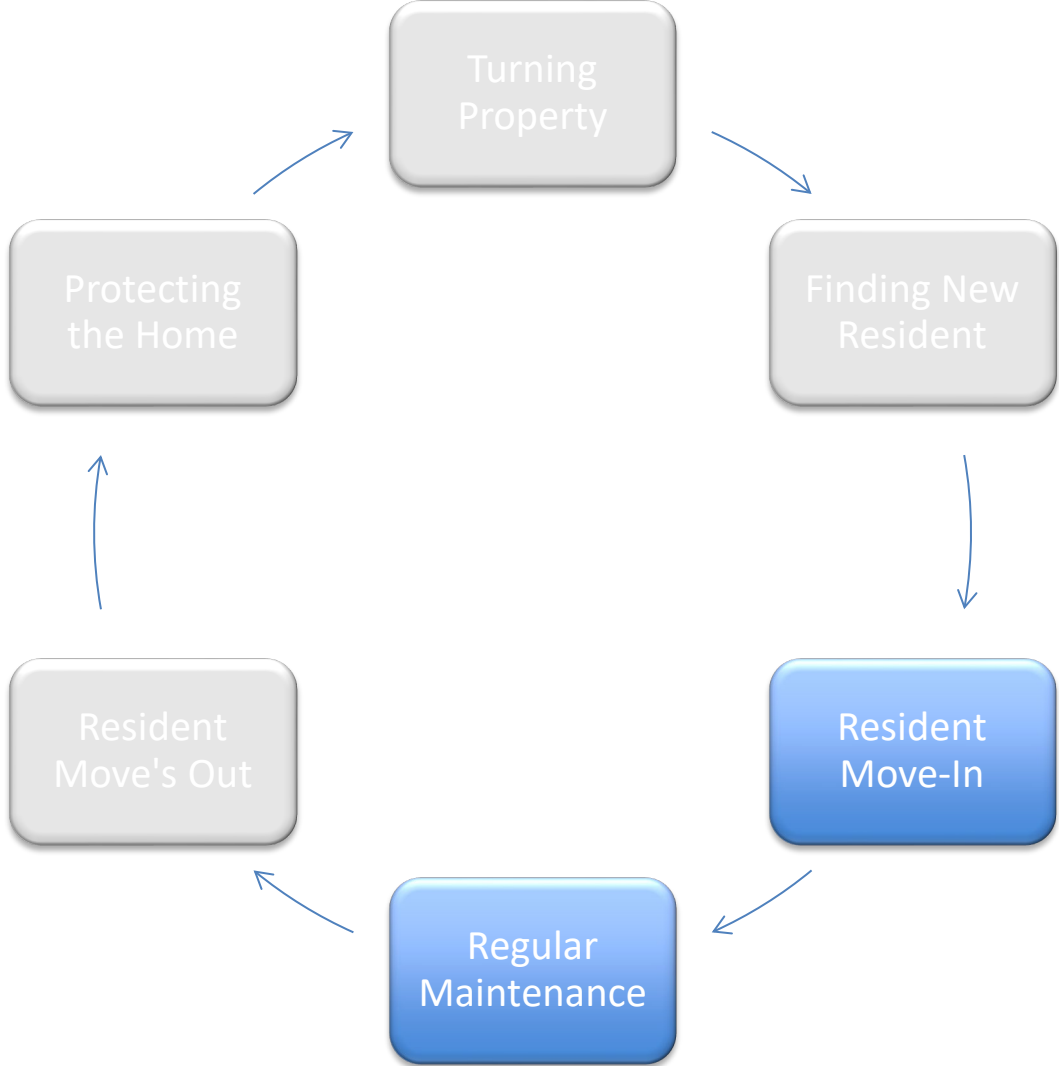 Turning
Property
Finding New
Resident
Resident
Move-In
Regular
Maintenance
Resident
Move's Out
Protecting
the Home